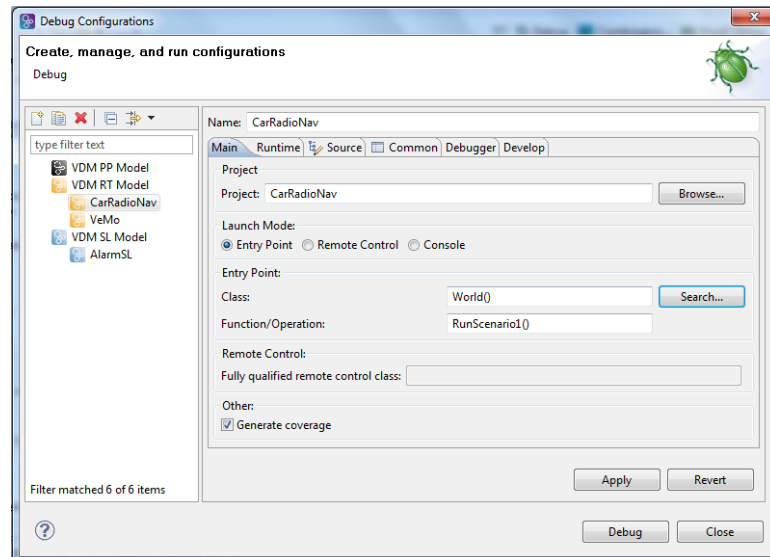 Debug Configurations
Create, manage, and run configurations
Debug
type filter text
VDM PP Model
VDM RT Model
CarRadioNav
VeMo
VDM SL Model
AlarmSL
Filter matched 6 of 6 items
Name: CarRadioNav
Main Runtime Source Common Debugger Develop
Project
Project: CarRadioNav Browse...
Launch Mode:
Entry Point Remote Control Console
Entry Point:
Class: World() Search...
Function/Operation: RunScenario1()
Remote Control:
Fully qualified remote control class:
Other:
Generate coverage
Apply Revert
? Debug Close